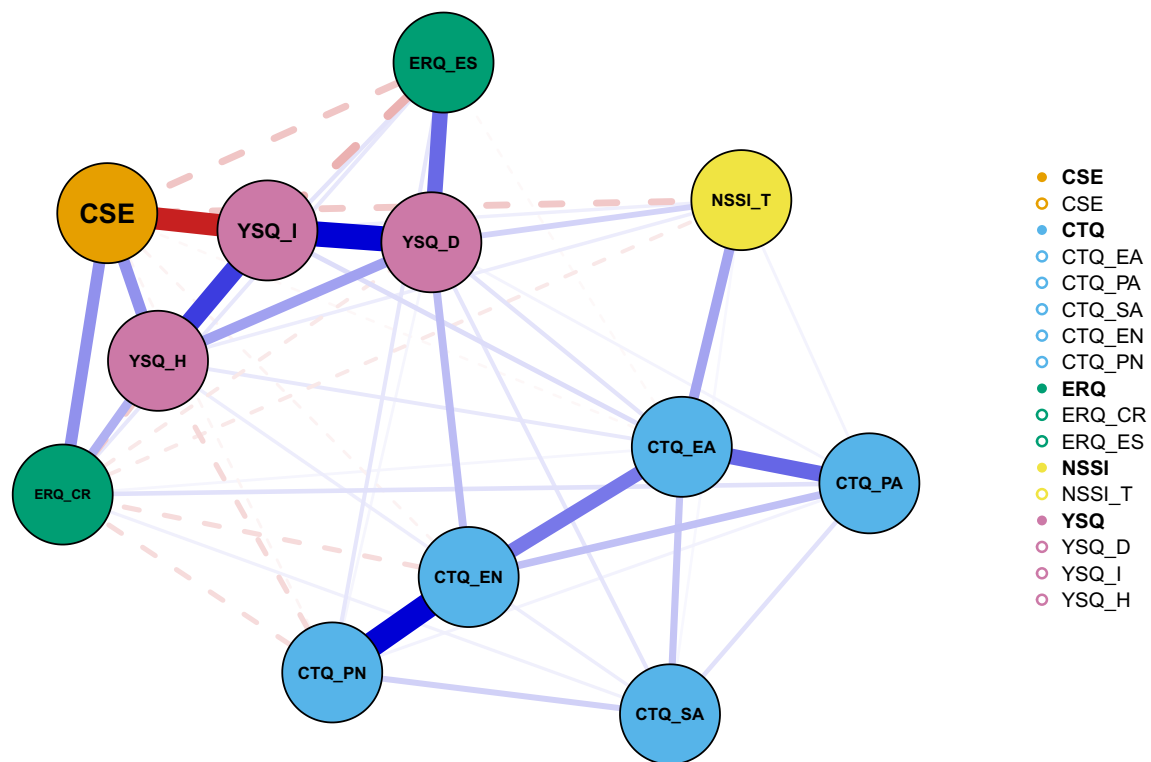 ERQ_ES
NSSI_T
CSE
YSQ_I
YSQ_D
YSQ_H
CTQ_EA
CTQ_PA
ERQ_CR
CTQ_EN
CTQ_PN
CTQ_SA
CSE
CSE
CTQ
CTQ_EA
CTQ_PA
CTQ_SA
CTQ_EN
CTQ_PN
ERQ
ERQ_CR
ERQ_ES
NSSI
NSSI_T
YSQ
YSQ_D
YSQ_I
YSQ_H